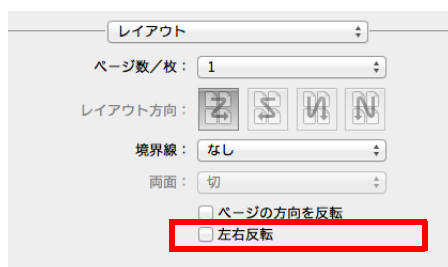 レイアウト
ページ数/枚： 1
レイアウト方向：
境界線： なし
両面： 切
ページの方向を反転
左右反転